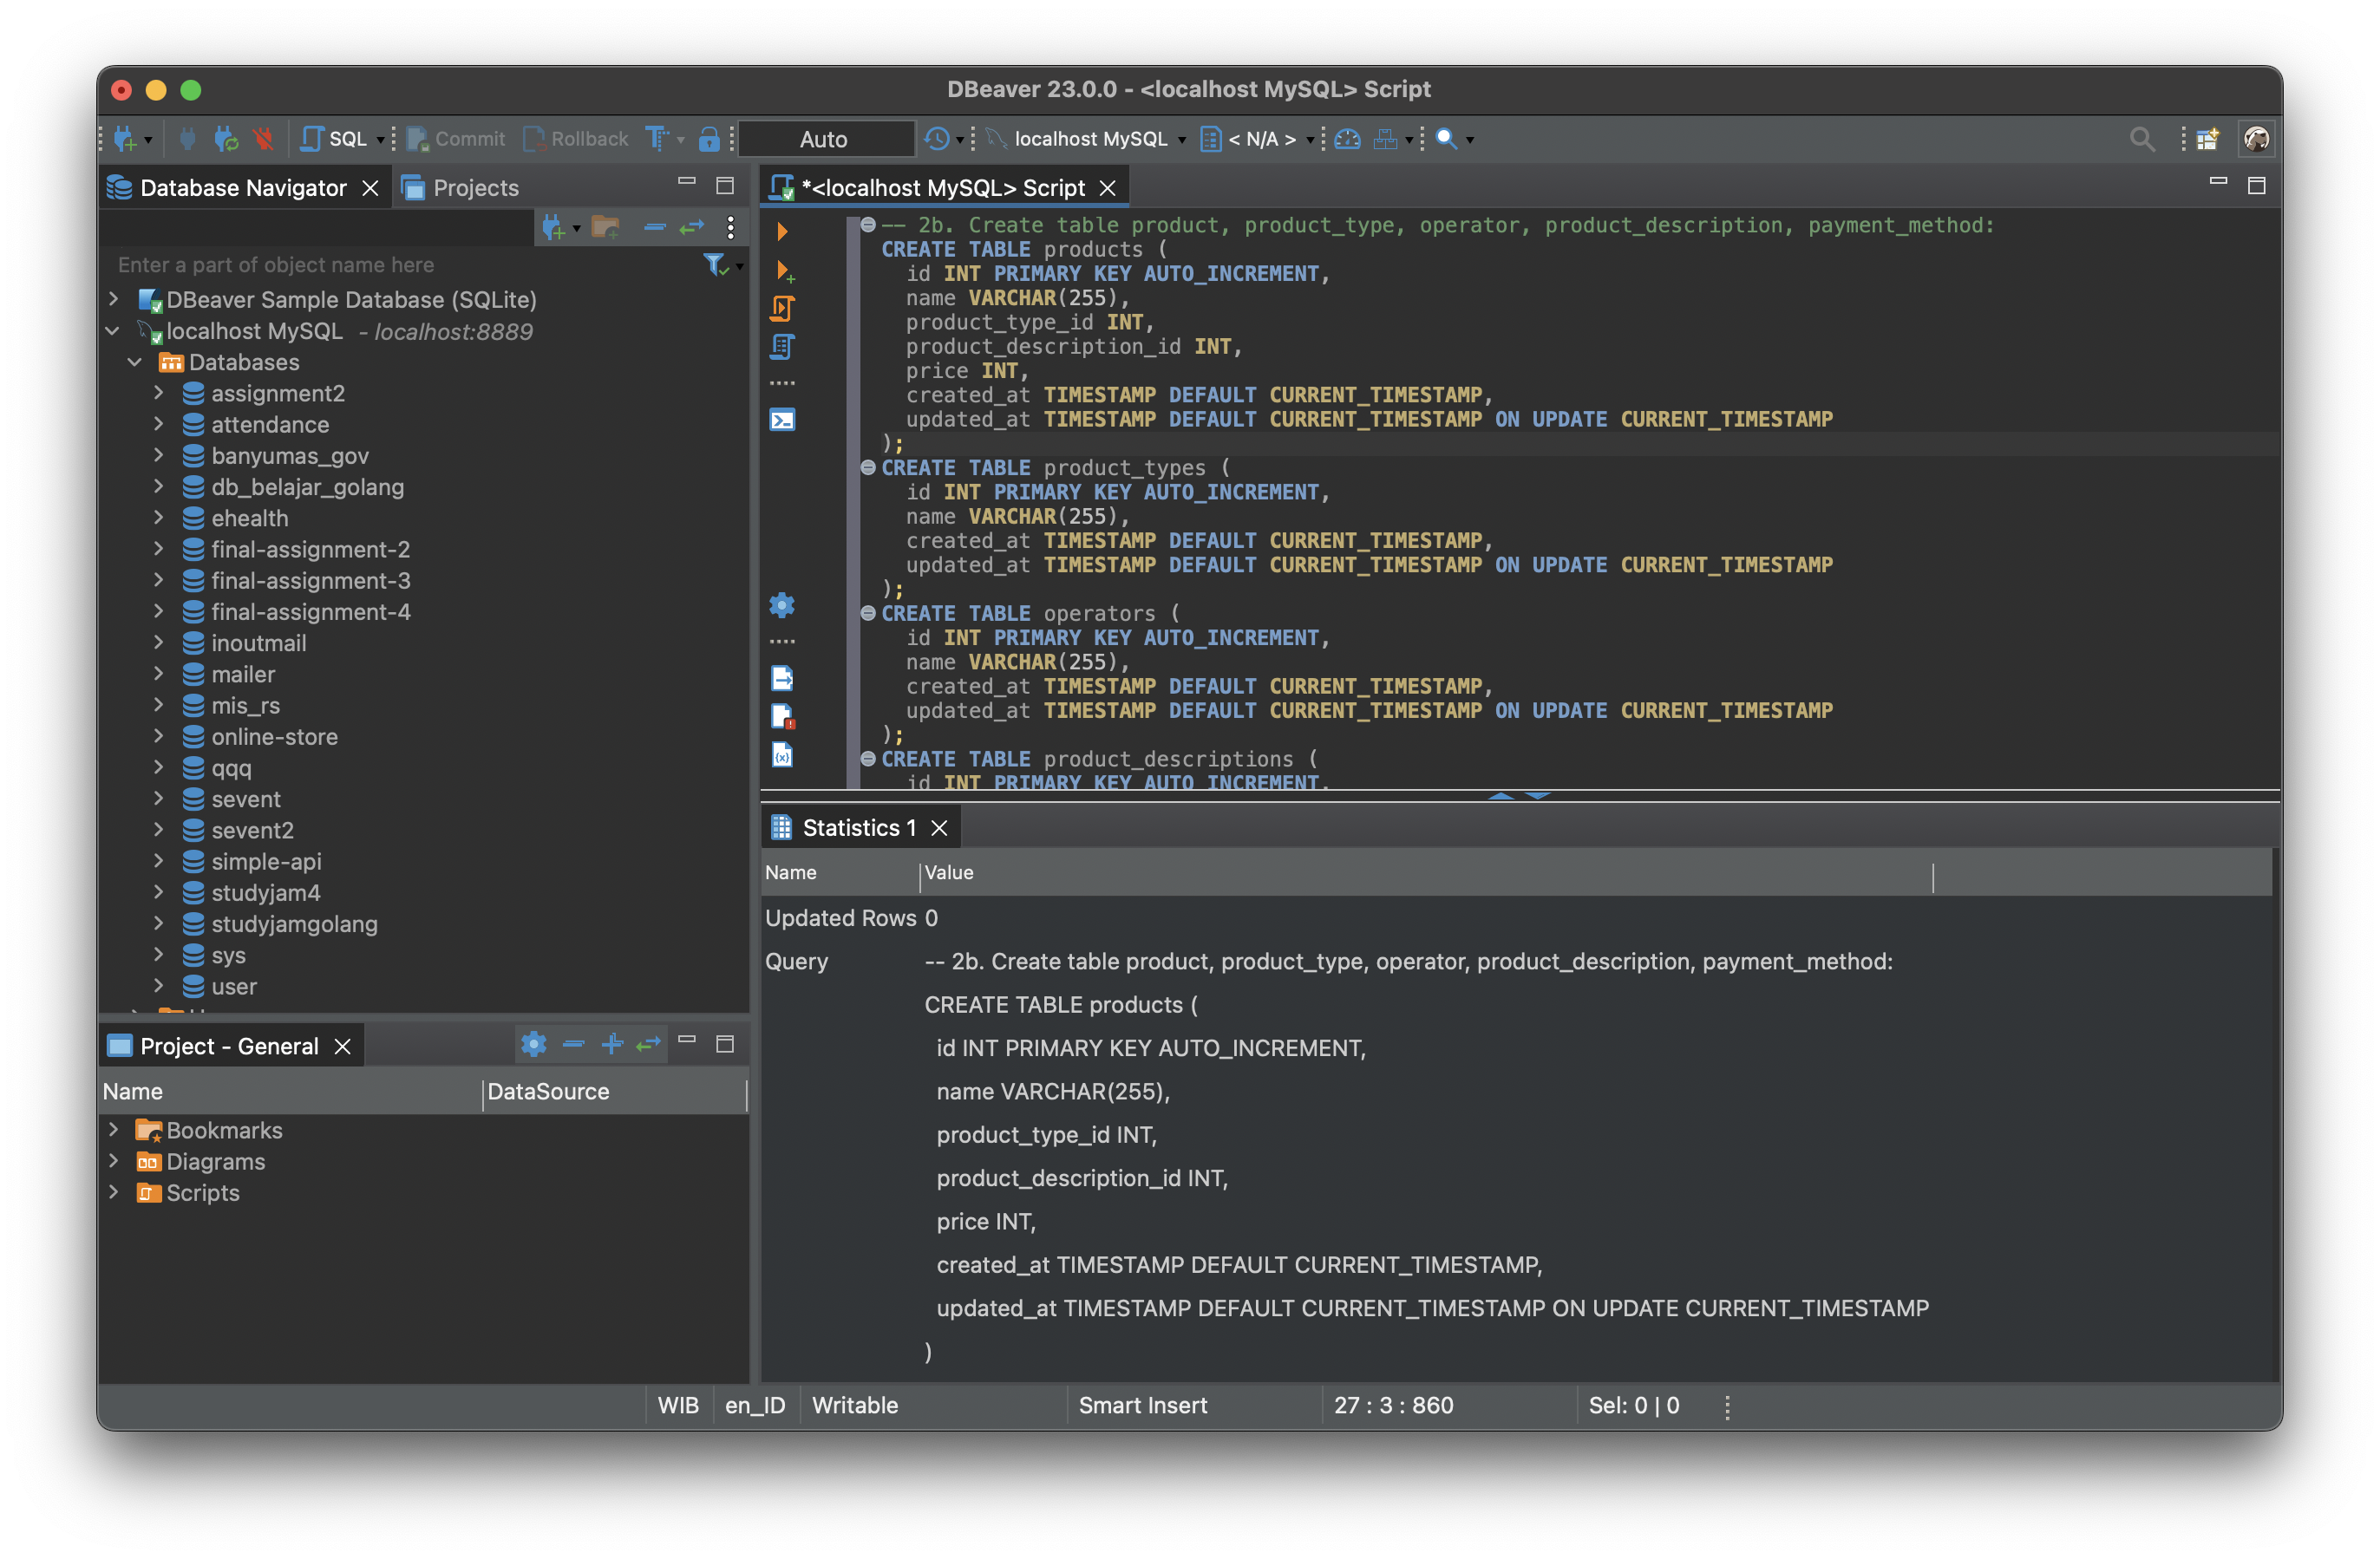 DBeaver 23.0.0 - <localhost MySQL> Script
SQL Commit Rollback Auto localhost MySQL < N/A >
Database Navigator Projects
Enter a part of object name here
DBeaver Sample Database (SQLite)
localhost MySQL - localhost:8889
Databases
assignment2
attendance
banyumas_gov
db_belajar_golang
ehealth
final-assignment-2
final-assignment-3
final-assignment-4
inoutmail
mailer
mis_rs
online-store
qqq
sevent
sevent2
simple-api
studyjam4
studyjamgolang
sys
user
Project - General
Name DataSource
Bookmarks
Diagrams
Scripts
*<localhost MySQL> Script
-- 2b. Create table product, product_type, operator, product_description, payment_method:
CREATE TABLE products (
id INT PRIMARY KEY AUTO_INCREMENT,
name VARCHAR(255),
product_type_id INT,
product_description_id INT,
price INT,
created_at TIMESTAMP DEFAULT CURRENT_TIMESTAMP,
updated_at TIMESTAMP DEFAULT CURRENT_TIMESTAMP ON UPDATE CURRENT_TIMESTAMP
);
CREATE TABLE product_types (
id INT PRIMARY KEY AUTO_INCREMENT,
name VARCHAR(255),
created_at TIMESTAMP DEFAULT CURRENT_TIMESTAMP,
updated_at TIMESTAMP DEFAULT CURRENT_TIMESTAMP ON UPDATE CURRENT_TIMESTAMP
);
CREATE TABLE operators (
id INT PRIMARY KEY AUTO_INCREMENT,
name VARCHAR(255),
created_at TIMESTAMP DEFAULT CURRENT_TIMESTAMP,
updated_at TIMESTAMP DEFAULT CURRENT_TIMESTAMP ON UPDATE CURRENT_TIMESTAMP
);
CREATE TABLE product_descriptions (
id INT PRIMARY KEY AUTO_INCREMENT,
Statistics 1
Name Value
Updated Rows 0
Query -- 2b. Create table product, product_type, operator, product_description, payment_method:
CREATE TABLE products (
id INT PRIMARY KEY AUTO_INCREMENT,
name VARCHAR(255),
product_type_id INT,
product_description_id INT,
price INT,
created_at TIMESTAMP DEFAULT CURRENT_TIMESTAMP,
updated_at TIMESTAMP DEFAULT CURRENT_TIMESTAMP ON UPDATE CURRENT_TIMESTAMP
)
WIB en_ID Writable Smart Insert 27 : 3 : 860 Sel: 0 | 0